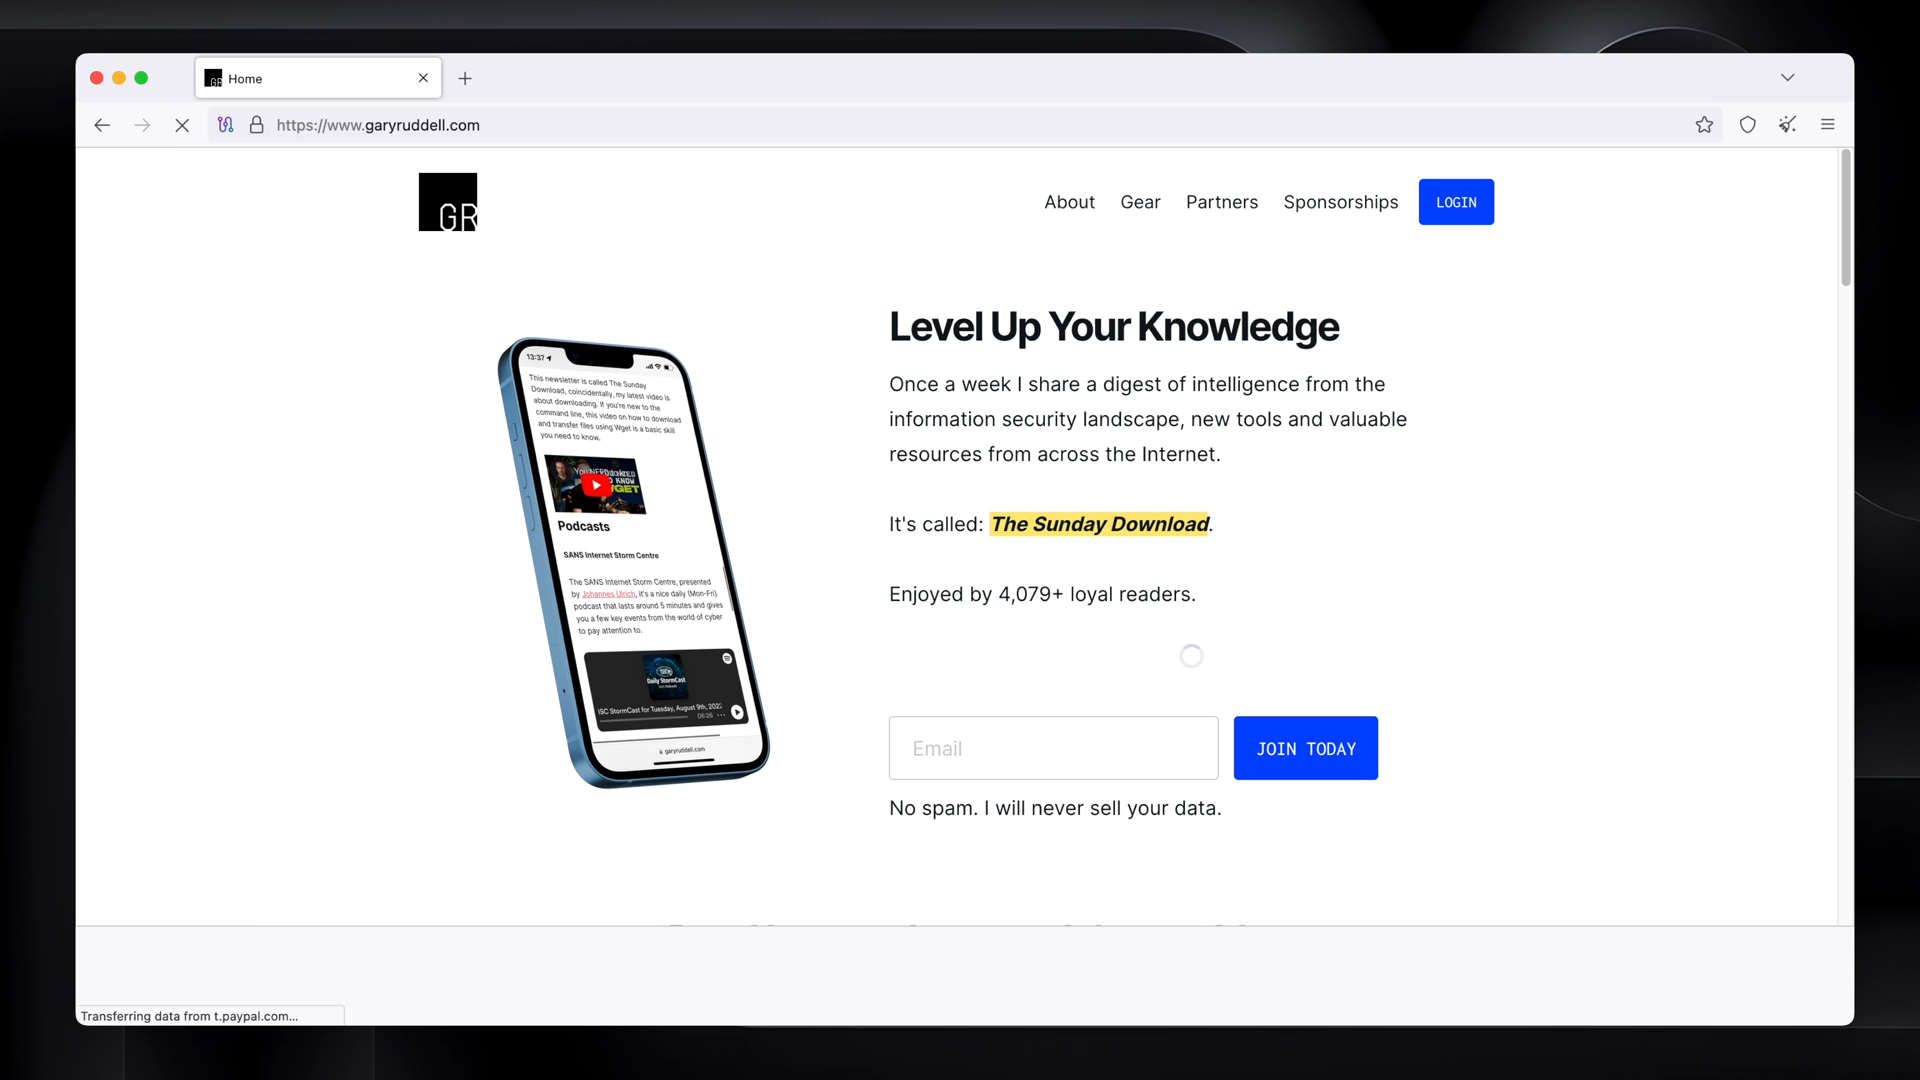 Home
https://www.garyruddell.com
GR
About
Gear
Partners
Sponsorships
LOGIN
13:37
This newsletter is called The Sunday
Download, coincidentally, my latest video is
about downloading. If you're new to the
command line, this video on how to download
and transfer files using Wget is a basic skill
you need to know.
Podcasts
SANS Internet Storm Centre
The SANS Internet Storm Centre, presented
by Johannes Ulrich, it's a nice daily (Mon-Fri)
podcast that lasts around 5 minutes and gives
you a few key events from the world of cyber
to pay attention to.
Daily StormCast
ISC StormCast for Tuesday, August 9th, 202
06:26
garyruddell.com
Level Up Your Knowledge
Once a week I share a digest of intelligence from the
information security landscape, new tools and valuable
resources from across the Internet.
It's called: The Sunday Download.
Enjoyed by 4,079+ loyal readers.
Email
JOIN TODAY
No spam. I will never sell your data.
Transferring data from t.paypal.com...